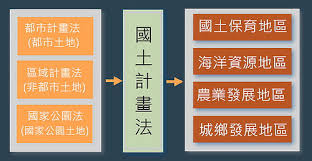 都市計畫法
(都市土地)
區域計畫法
(非都市土地)
國家公園法
(國家公園土地)
國土計畫法
國土保育地區
海洋資源地區
農業發展地區
城鄉發展地區